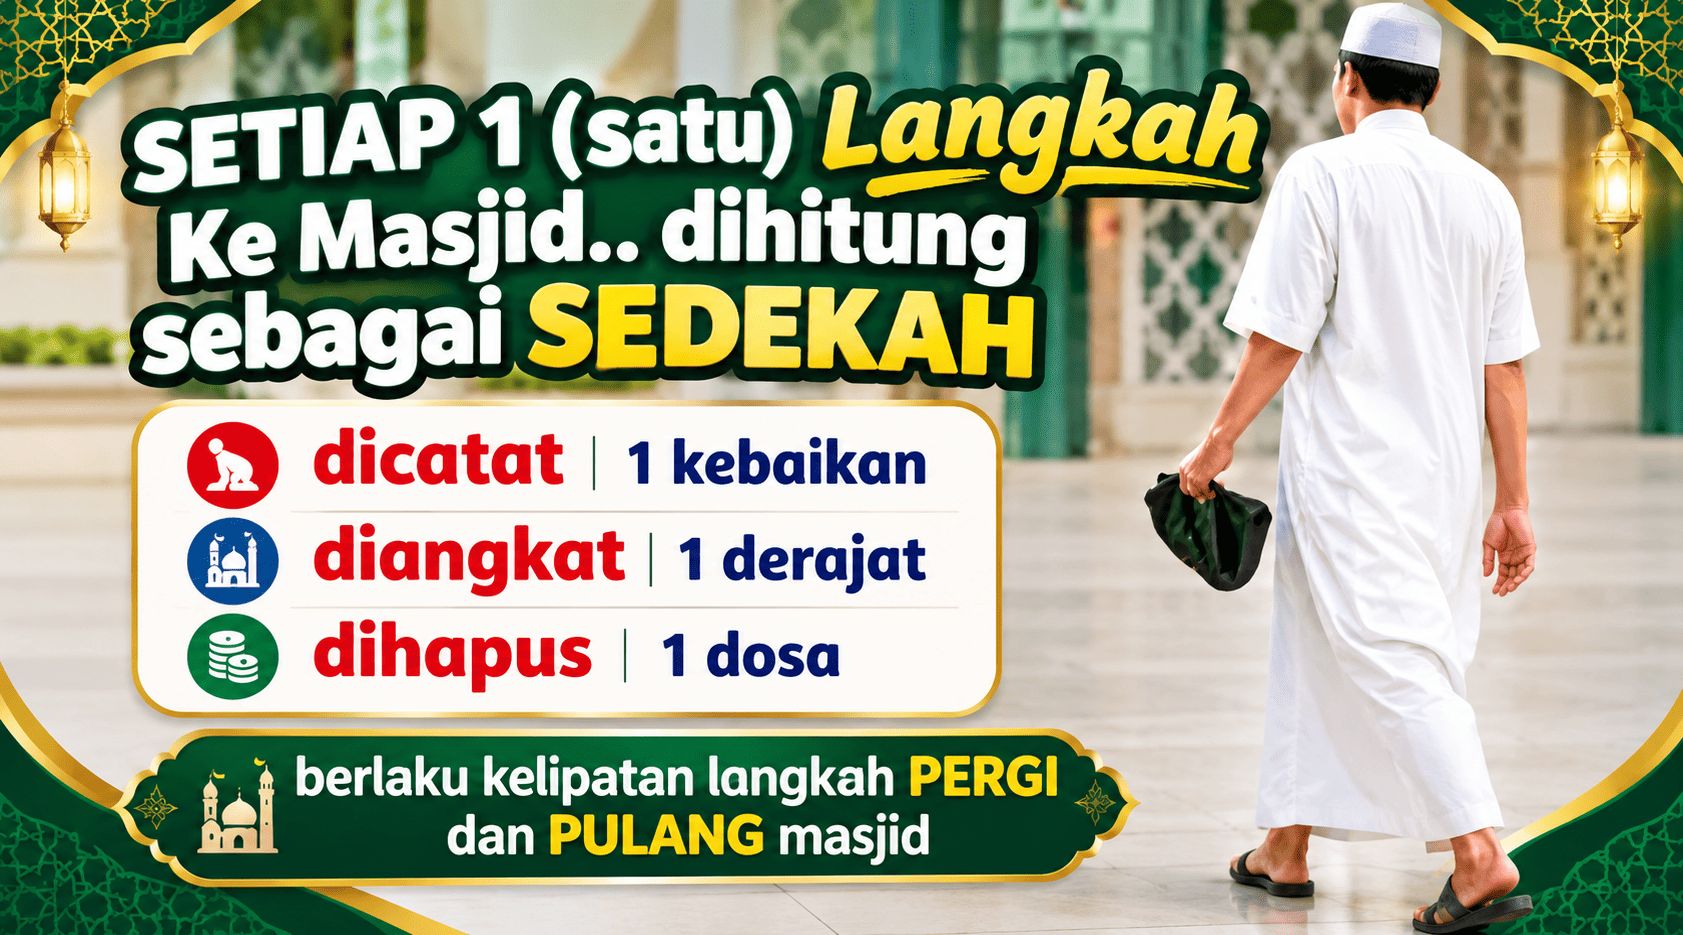 SETIAP 1 (satu) Langkah
Ke Masjid.. dihitung
sebagai SEDEKAH
dicatat | 1 kebaikan
diangkat | 1 derajat
dihapus | 1 dosa
berlaku kelipatan langkah PERGI
dan PULANG masjid